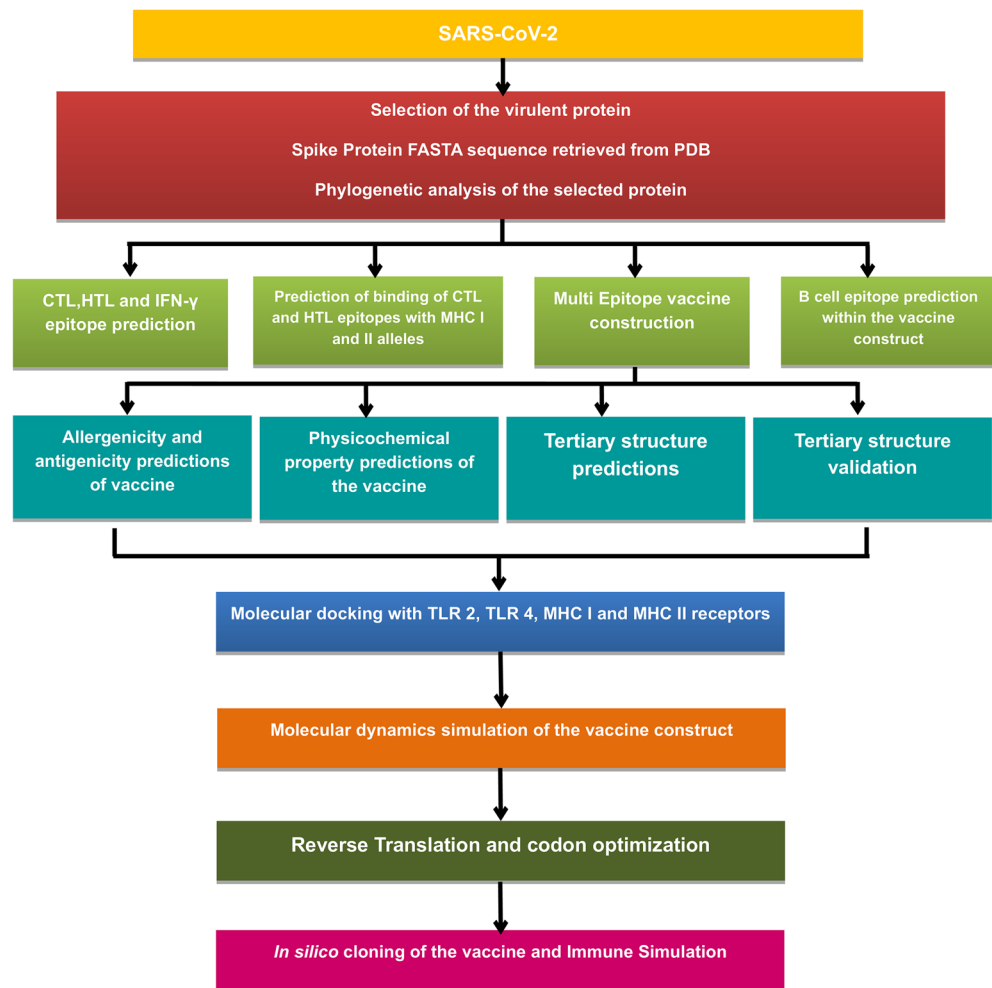 SARS-CoV-2
Selection of the virulent protein
Spike Protein FASTA sequence retrieved from PDB
Phylogenetic analysis of the selected protein
CTL,HTL and IFN-γ
epitope prediction
Prediction of binding of CTL
and HTL epitopes with MHC I
and II alleles
Multi Epitope vaccine
construction
B cell epitope prediction
within the vaccine
construct
Allergenicity and
antigenicity predictions
of vaccine
Physicochemical
property predictions of
the vaccine
Tertiary structure
predictions
Tertiary structure
validation
Molecular docking with TLR 2, TLR 4, MHC I and MHC II receptors
Molecular dynamics simulation of the vaccine construct
Reverse Translation and codon optimization
In silico cloning of the vaccine and Immune Simulation